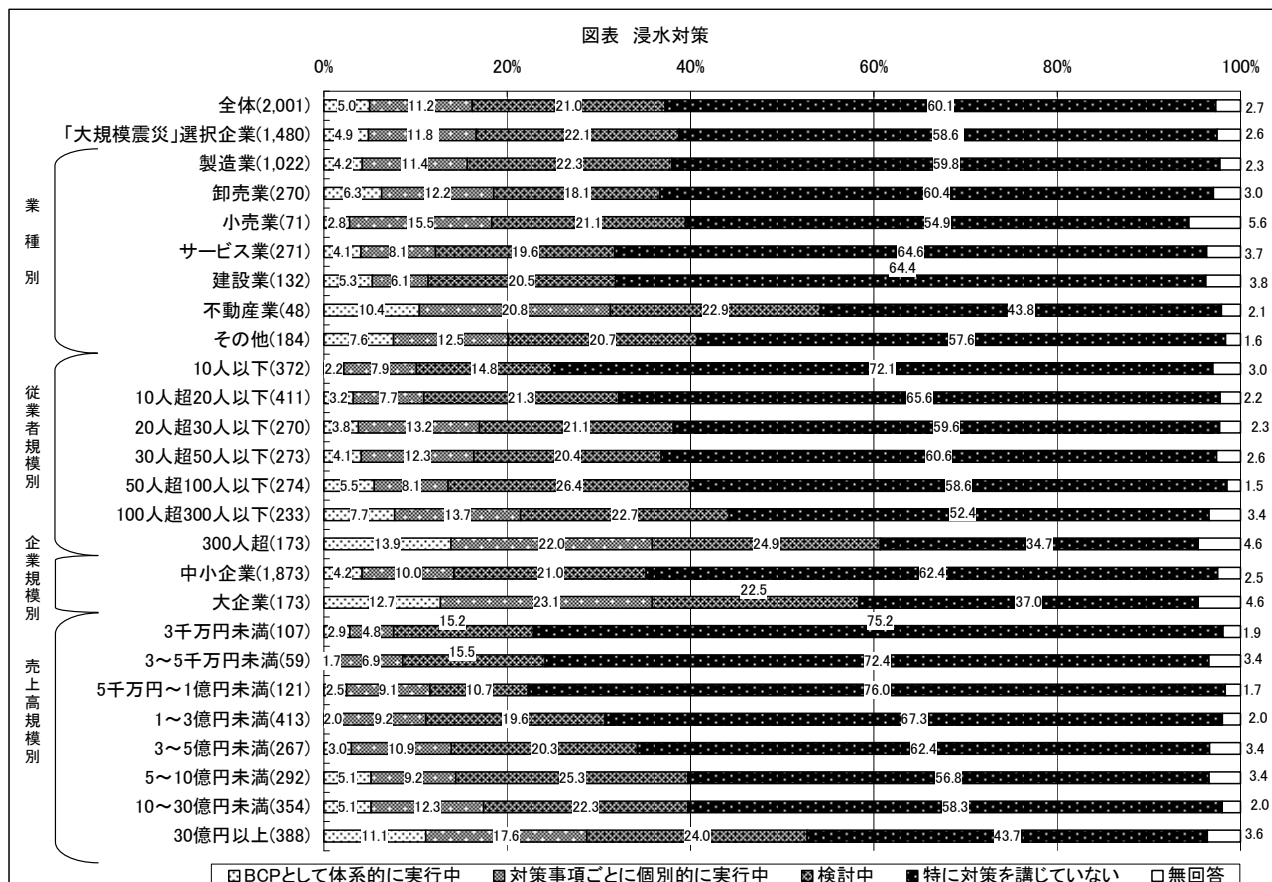 図表 浸水対策
0% 20% 40% 60% 80% 100%
全体(2,001) 5.0 11.2 21.0 60.1 2.7
「大規模震災」選択企業(1,480) 4.9 11.8 22.1 58.6 2.6
業種別
製造業(1,022) 4.2 11.4 22.3 59.8 2.3
卸売業(270) 6.3 12.2 18.1 60.4 3.0
小売業(71) 2.8 15.5 21.1 54.9 5.6
サービス業(271) 4.1 8.1 19.6 64.6 3.7
建設業(132) 5.3 6.1 20.5 64.4 3.8
不動産業(48) 10.4 20.8 22.9 43.8 2.1
その他(184) 7.6 12.5 20.7 57.6 1.6
従業者規模別
10人以下(372) 2.2 7.9 14.8 72.1 3.0
10人超20人以下(411) 3.2 7.7 21.3 65.6 2.2
20人超30人以下(270) 3.8 13.2 21.1 59.6 2.3
30人超50人以下(273) 4.1 12.3 20.4 60.6 2.6
50人超100人以下(274) 5.5 8.1 26.4 58.6 1.5
100人超300人以下(233) 7.7 13.7 22.7 52.4 3.4
300人超(173) 13.9 22.0 24.9 34.7 4.6
企業規模別
中小企業(1,873) 4.2 10.0 21.0 62.4 2.5
大企業(173) 12.7 23.1 22.5 37.0 4.6
売上高規模別
3千万円未満(107) 2.9 4.8 15.2 75.2 1.9
3～5千万円未満(59) 1.7 6.9 15.5 72.4 3.4
5千万円～1億円未満(121) 2.5 9.1 10.7 76.0 1.7
1～3億円未満(413) 2.0 9.2 19.6 67.3 2.0
3～5億円未満(267) 3.0 10.9 20.3 62.4 3.4
5～10億円未満(292) 5.1 9.2 25.3 56.8 3.4
10～30億円未満(354) 5.1 12.3 22.3 58.3 2.0
30億円以上(388) 11.1 17.6 24.0 43.7 3.6
BCPとして体系的に実行中 対策事項ごとに個別的に実行中 検討中 特に対策を講じていない 無回答